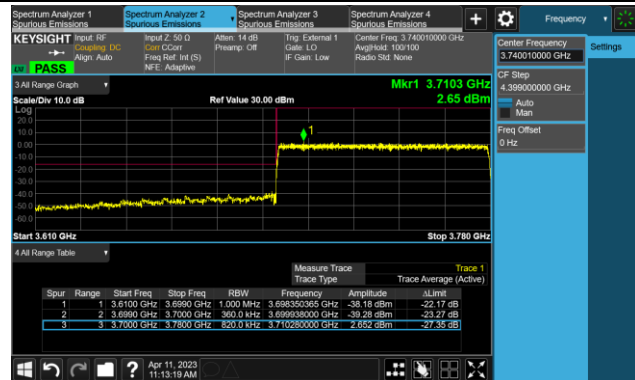 Spectrum Analyzer 1
Spurious Emissions
Spectrum Analyzer 2
Spurious Emissions
Spectrum Analyzer 3
Spurious Emissions
Spectrum Analyzer 4
Spurious Emissions
+
Frequency
KEYSIGHT
Input: RF
Coupling: DC
Align: Auto
Input Z: 50 Ω
Corr CCorr
Freq Ref: Int (S)
NFE: Adaptive
Atten: 14 dB
Preamp: Off
Trig: External 1
Gate: LO
IF Gain: Low
Center Freq: 3.740010000 GHz
Avg|Hold: 100/100
Radio Std: None
PASS
Center Frequency
3.740010000 GHz
Settings
CF Step
4.399000000 GHz
Auto
Man
Freq Offset
0 Hz
3 All Range Graph
Mkr1 3.7103 GHz
Scale/Div 10.0 dB
Ref Value 30.00 dBm
2.65 dBm
Log
20.0
10.0
0.00
-10.0
-20.0
-30.0
-40.0
-50.0
-60.0
1
Start 3.610 GHz
Stop 3.780 GHz
4 All Range Table
Measure Trace Trace 1
Trace Type Trace Average (Active)
Spur Range Start Freq Stop Freq RBW Frequency Amplitude ΔLimit
1 1 3.6100 GHz 3.6990 GHz 1.000 MHz 3.698350365 GHz -38.18 dBm -22.17 dB
2 2 3.6990 GHz 3.7000 GHz 360.0 kHz 3.699938000 GHz -39.28 dBm -23.27 dB
3 3 3.7000 GHz 3.7800 GHz 820.0 kHz 3.710280000 GHz 2.652 dBm -27.35 dB
?
Apr 11, 2023
11:13:19 AM